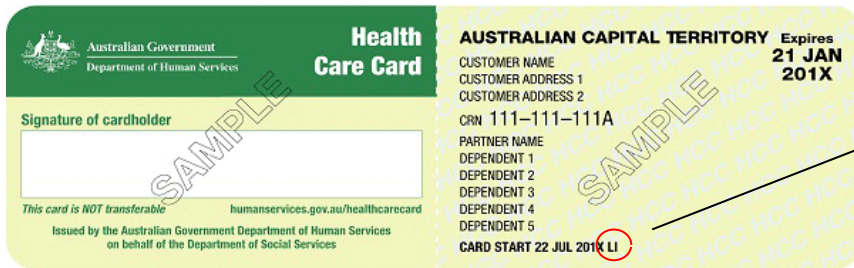 Australian Government
Department of Human Services
Health
Care Card
Signature of cardholder
SAMPLE
This card is NOT transferable
humanservices.gov.au/healthcarecard
Issued by the Australian Government Department of Human Services
on behalf of the Department of Social Services
AUSTRALIAN CAPITAL TERRITORY
Expires
21 JAN
201X
CUSTOMER NAME
CUSTOMER ADDRESS 1
CUSTOMER ADDRESS 2
CRN 111–111–111A
PARTNER NAME
DEPENDENT 1
DEPENDENT 2
DEPENDENT 3
DEPENDENT 4
DEPENDENT 5
CARD START 22 JUL 201X LI
SAMPLE
HCC HCC HCC HCC